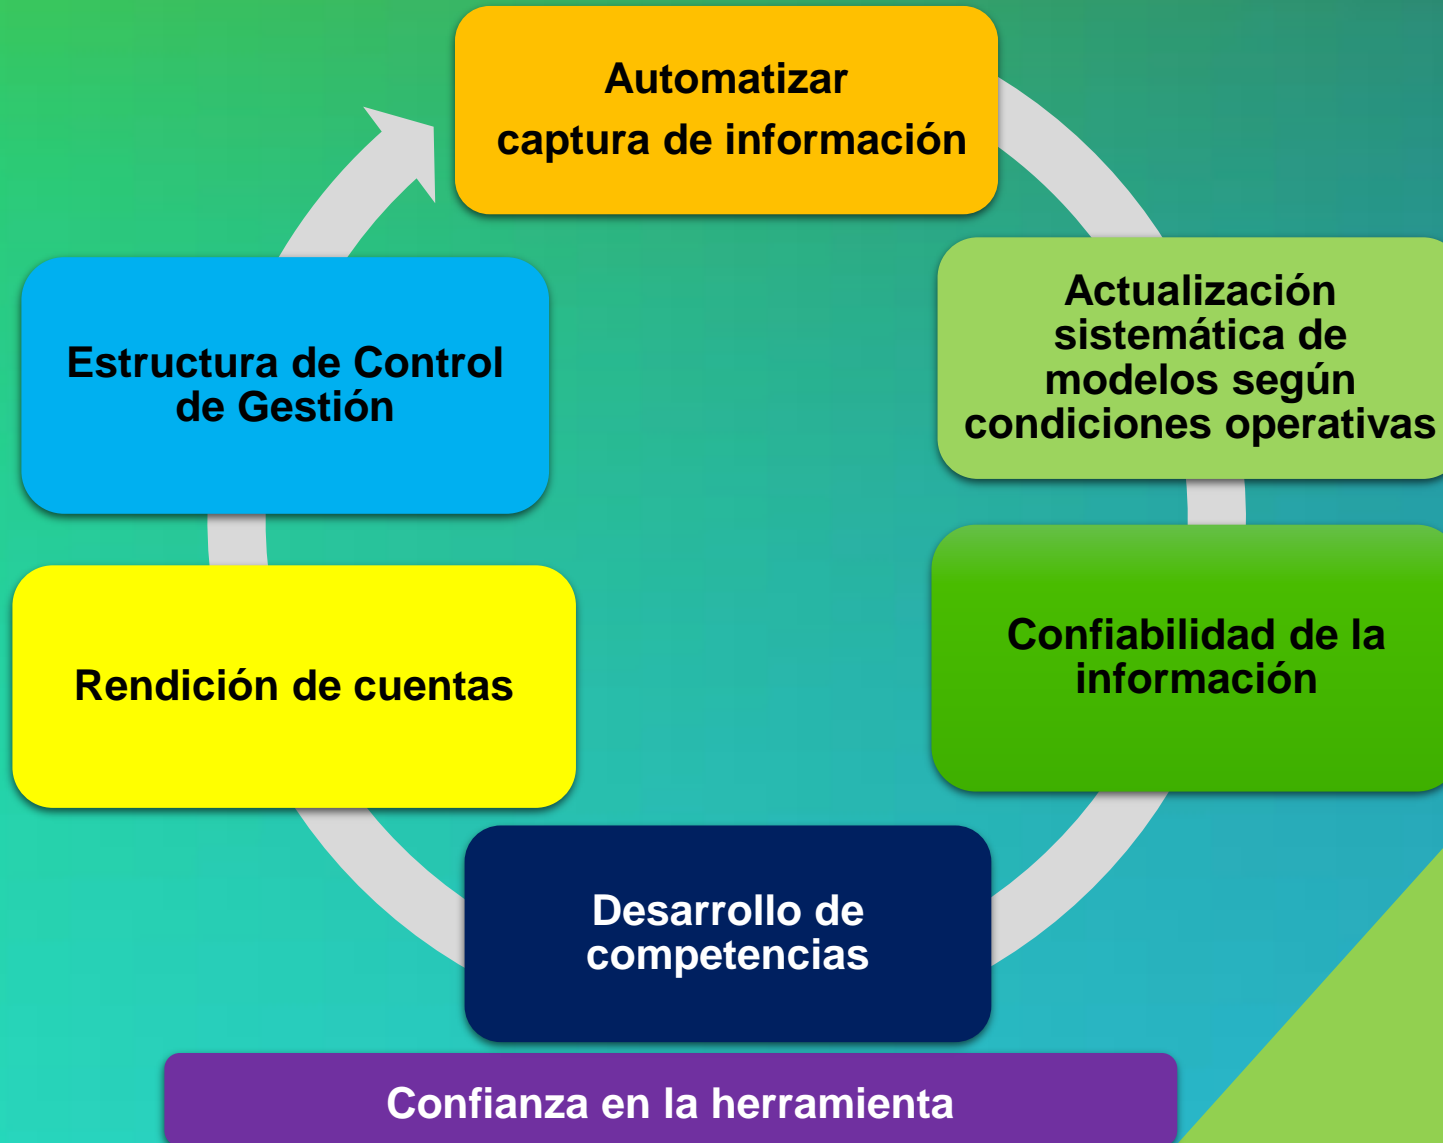 Automatizar
captura de información
Actualización
sistemática de
modelos según
condiciones operativas
Confiabilidad de la
información
Desarrollo de
competencias
Rendición de cuentas
Estructura de Control
de Gestión
Confianza en la herramienta